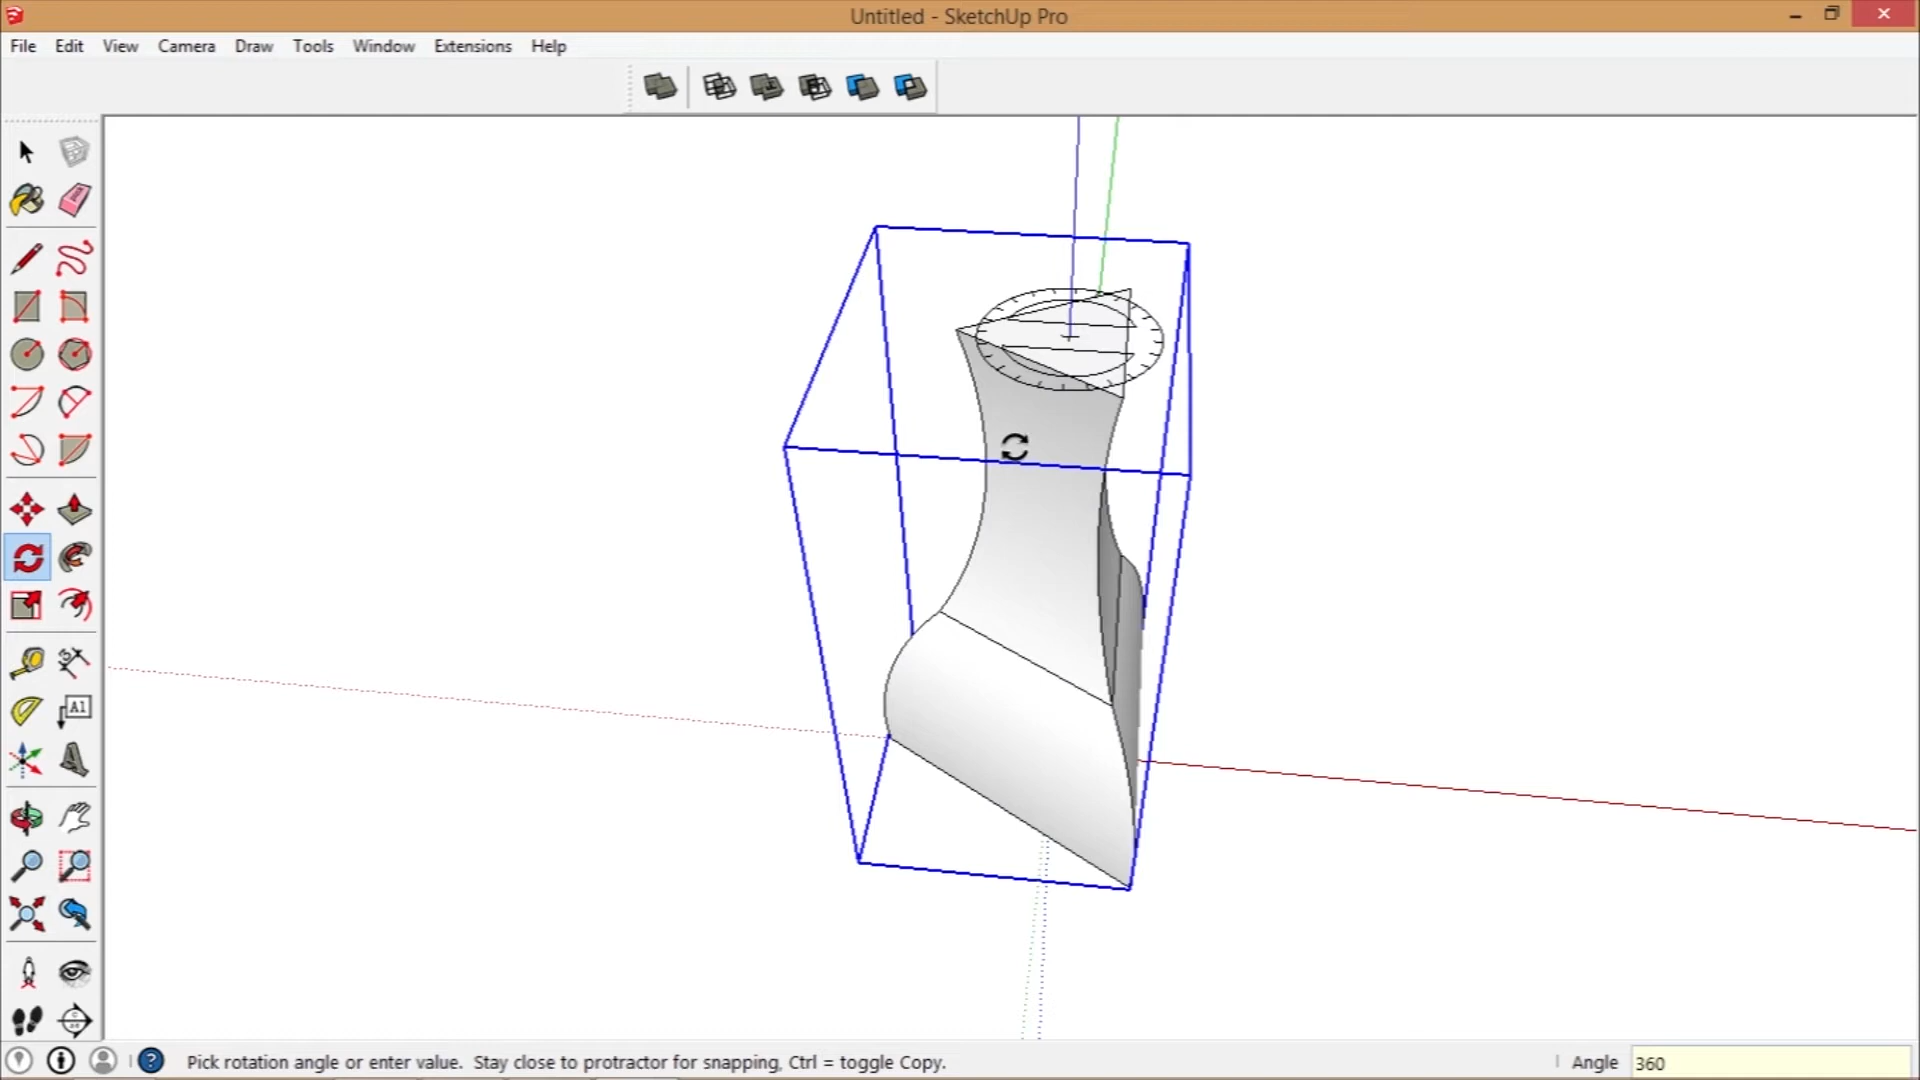 Untitled - SketchUp Pro
File Edit View Camera Draw Tools Window Extensions Help
A1
Pick rotation angle or enter value. Stay close to protractor for snapping, Ctrl = toggle Copy.
Angle 360